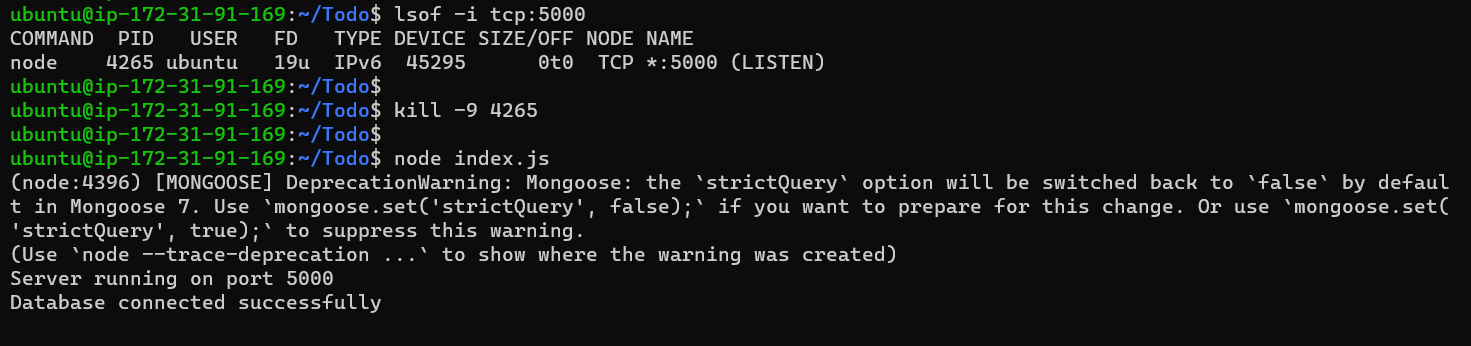 ubuntu@ip-172-31-91-169:~/Todo$ lsof -i tcp:5000
COMMAND  PID   USER   FD   TYPE DEVICE SIZE/OFF NODE NAME
node    4265 ubuntu   19u  IPv6  45295      0t0  TCP *:5000 (LISTEN)
ubuntu@ip-172-31-91-169:~/Todo$
ubuntu@ip-172-31-91-169:~/Todo$ kill -9 4265
ubuntu@ip-172-31-91-169:~/Todo$
ubuntu@ip-172-31-91-169:~/Todo$ node index.js
(node:4396) [MONGOOSE] DeprecationWarning: Mongoose: the `strictQuery` option will be switched back to `false` by defaul
t in Mongoose 7. Use `mongoose.set('strictQuery', false);` if you want to prepare for this change. Or use `mongoose.set(
'strictQuery', true);` to suppress this warning.
(Use `node --trace-deprecation ...` to show where the warning was created)
Server running on port 5000
Database connected successfully